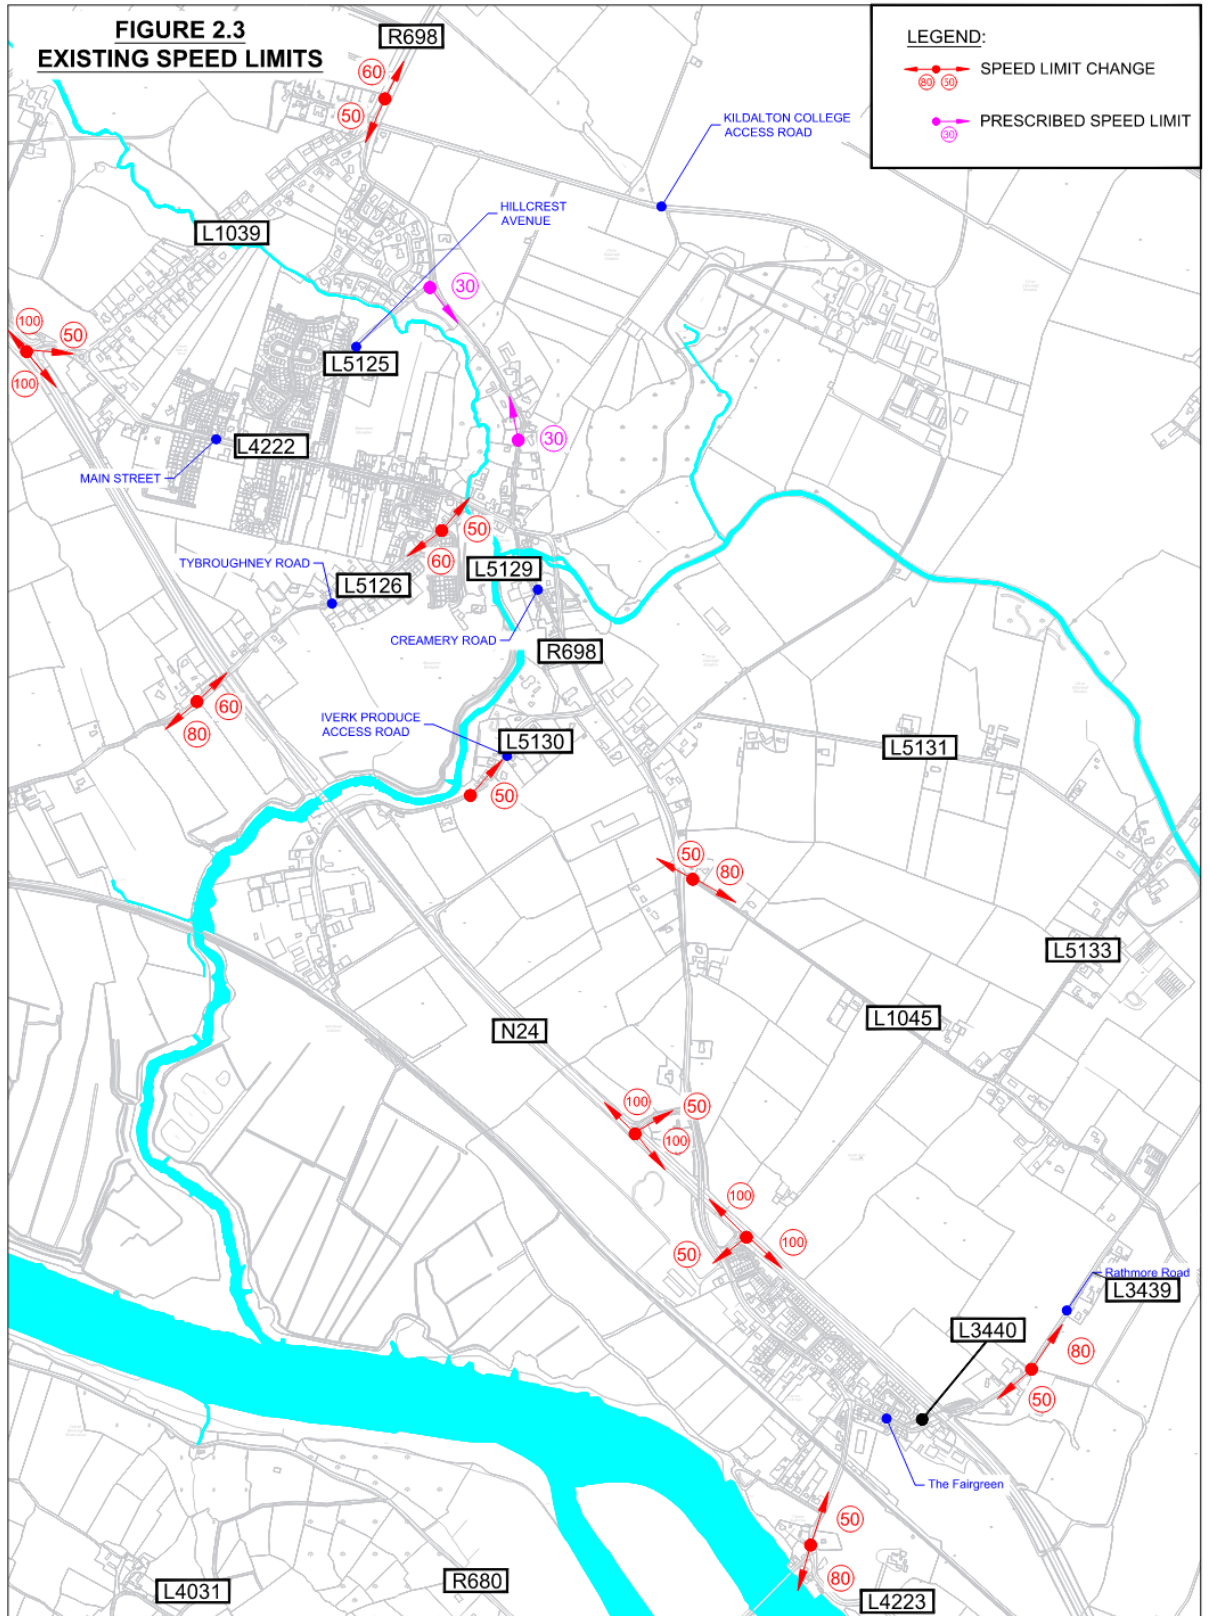 FIGURE 2.3
EXISTING SPEED LIMITS
R698
LEGEND:
SPEED LIMIT CHANGE
80 50
PRESCRIBED SPEED LIMIT
30
60
50
KILDALTON COLLEGE
ACCESS ROAD
HILLCREST
AVENUE
L1039
30
100
50
100
L5125
L4222
30
MAIN STREET
50
60
TYBROUGHNEY ROAD
L5126
L5129
CREAMERY ROAD
R698
60
80
IVERK PRODUCE
ACCESS ROAD
L5130
50
L5131
50
80
L5133
L1045
N24
100
50
100
100
50
100
Rathmore Road
L3439
L3440
80
50
The Fairgreen
50
80
L4031
R680
L4223